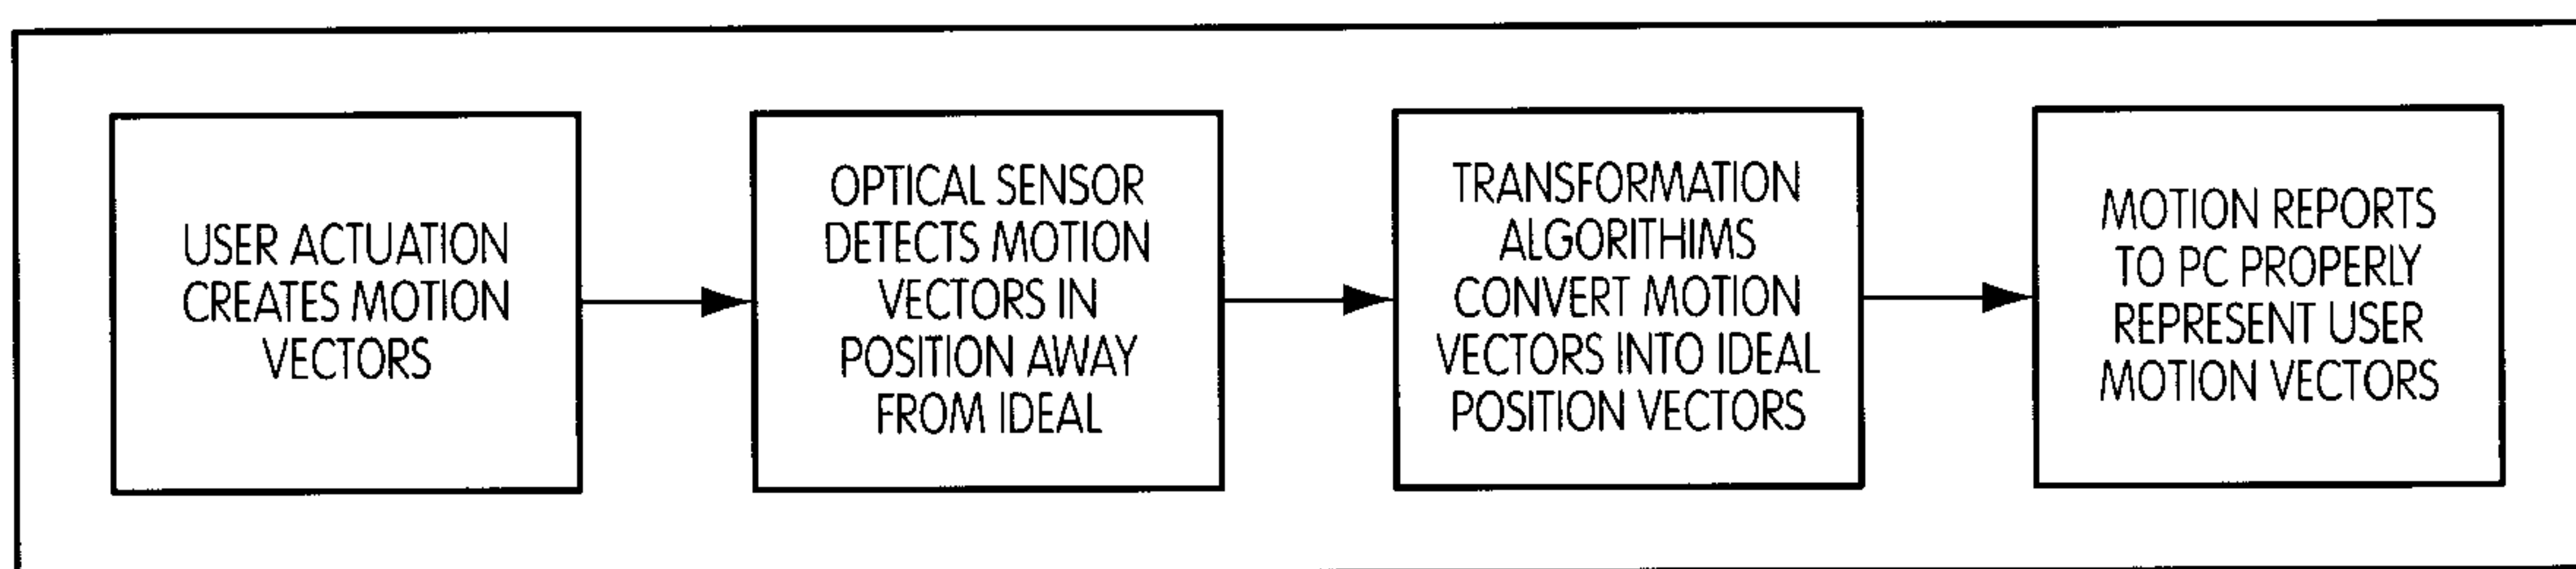 USER ACTUATION
CREATES MOTION
VECTORS
OPTICAL SENSOR
DETECTS MOTION
VECTORS IN
POSITION AWAY
FROM IDEAL
TRANSFORMATION
ALGORITHIMS
CONVERT MOTION
VECTORS INTO IDEAL
POSITION VECTORS
MOTION REPORTS
TO PC PROPERLY
REPRESENT USER
MOTION VECTORS